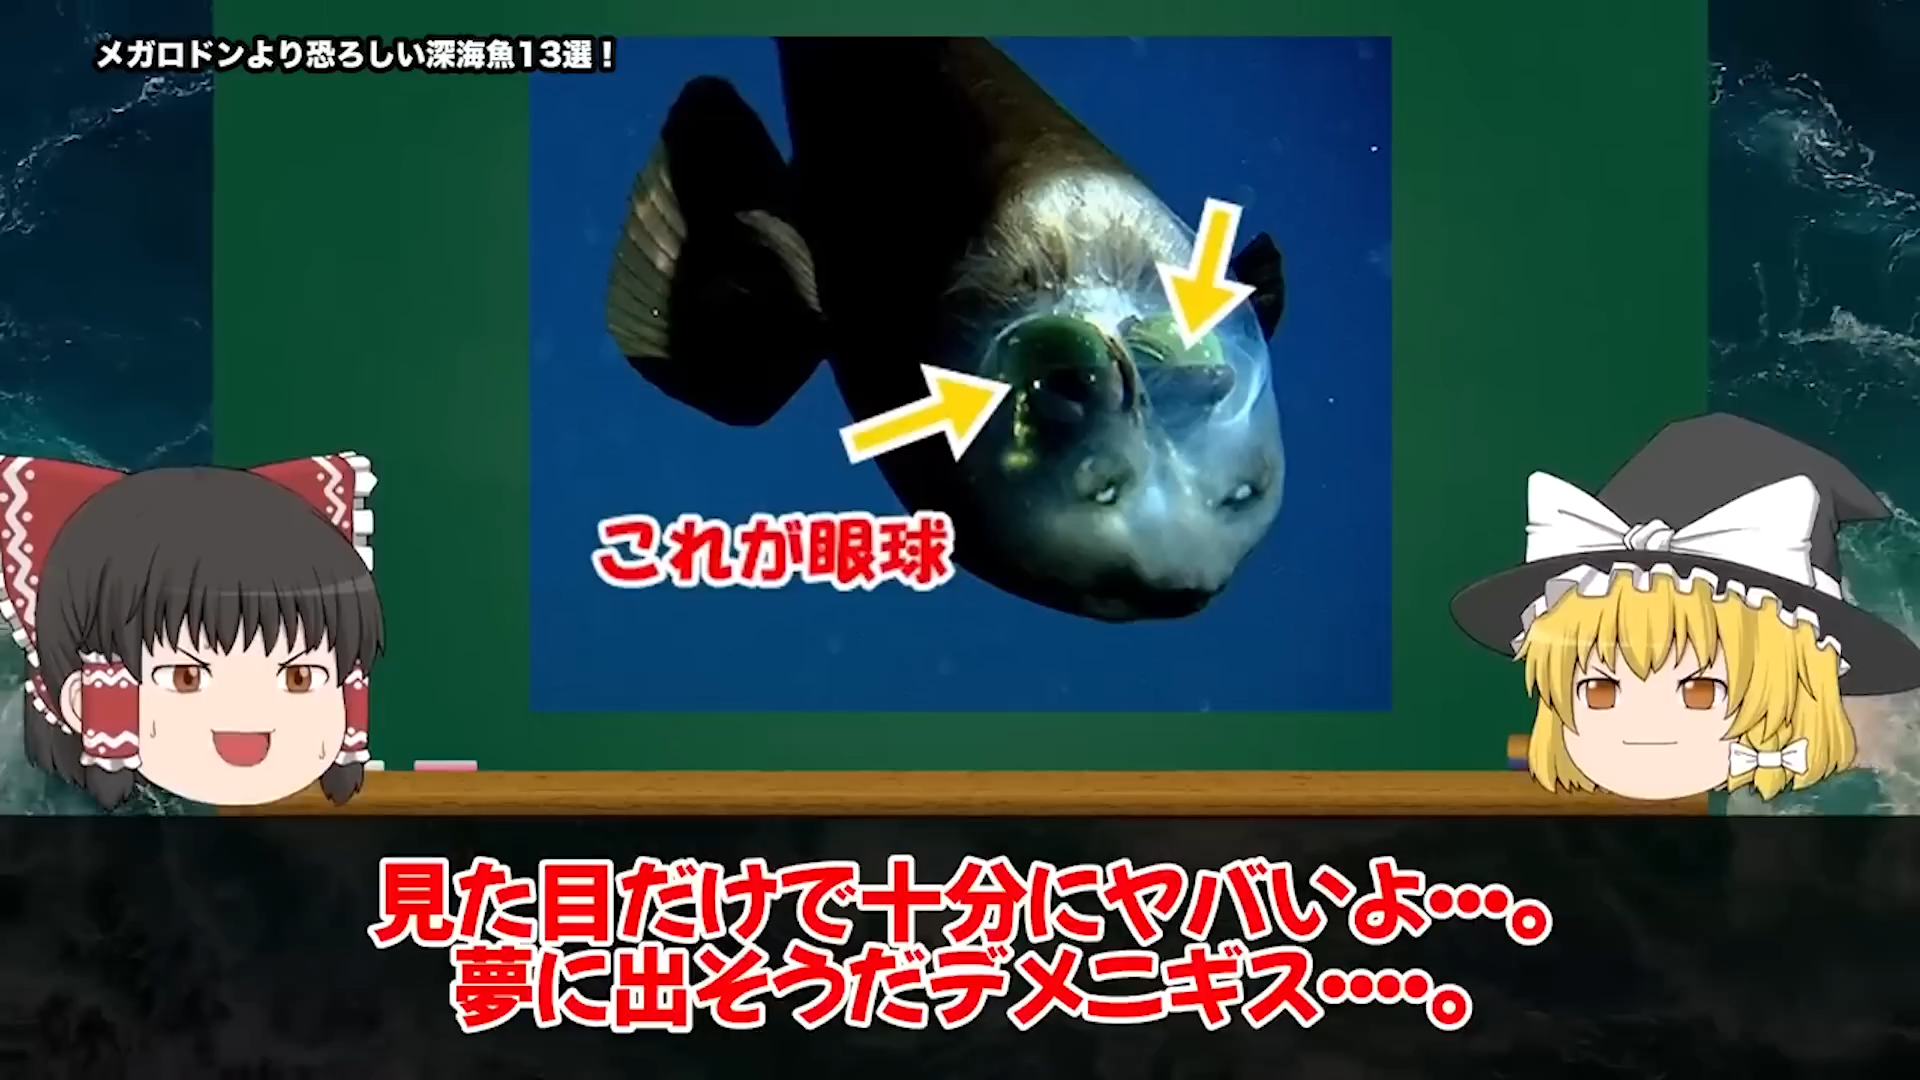 メガロドンより恐ろしい深海魚13選！
これが眼球
見た目だけで十分にヤバいよ…。
夢に出そうだデメニギス‥‥。